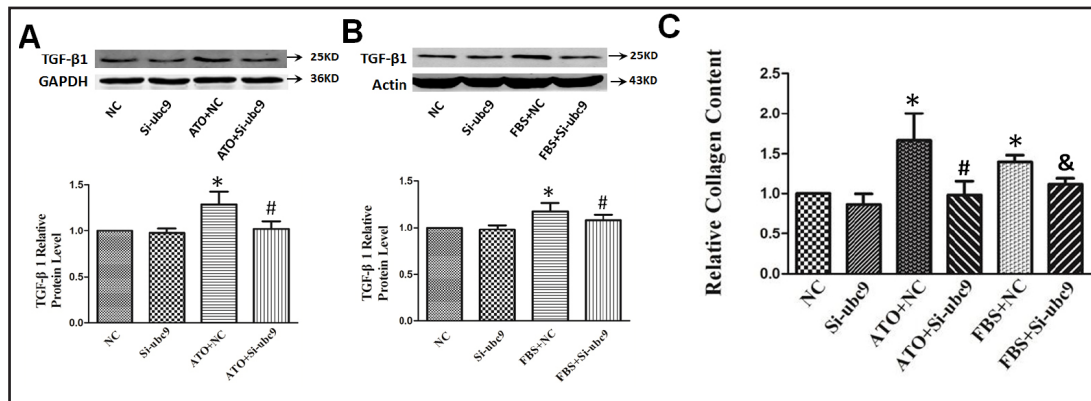 A
TGF-β1
25KD
GAPDH
36KD
NC
Si-ubc9
ATO+NC
ATO+Si-ubc9
TGF-β 1 Relative
Protein Level
1.5
1.0
0.5
0.0
*
#
NC
Si-ubc9
ATO+NC
ATO+Si-ubc9
B
TGF-β1
25KD
Actin
43KD
NC
Si-ubc9
FBS+NC
FBS+Si-ubc9
TGF-β 1 Relative
Protein Level
1.5
1.0
0.5
0.0
*
#
NC
Si-ubc9
FBS+NC
FBS+Si-ubc9
C
Relative Collagen Content
2.5
2.0
1.5
1.0
0.5
0.0
*
#
*
&
NC
Si-ubc9
ATO+NC
ATO+Si-ubc9
FBS+NC
FBS+Si-ubc9